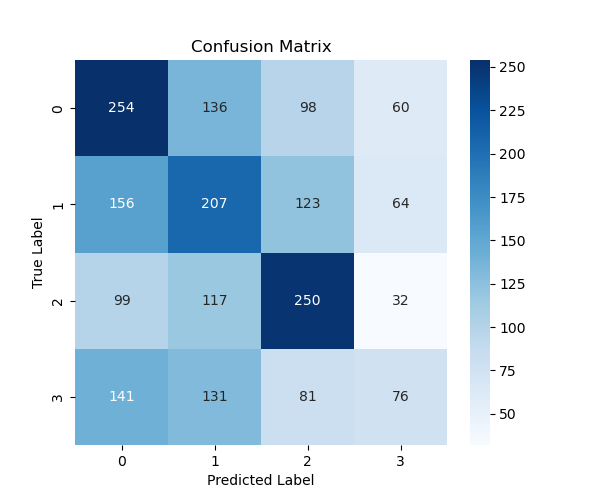 Confusion Matrix
0 254 136 98 60
1 156 207 123 64
2 99 117 250 32
3 141 131 81 76
0 1 2 3
True Label
Predicted Label
250
225
200
175
150
125
100
75
50